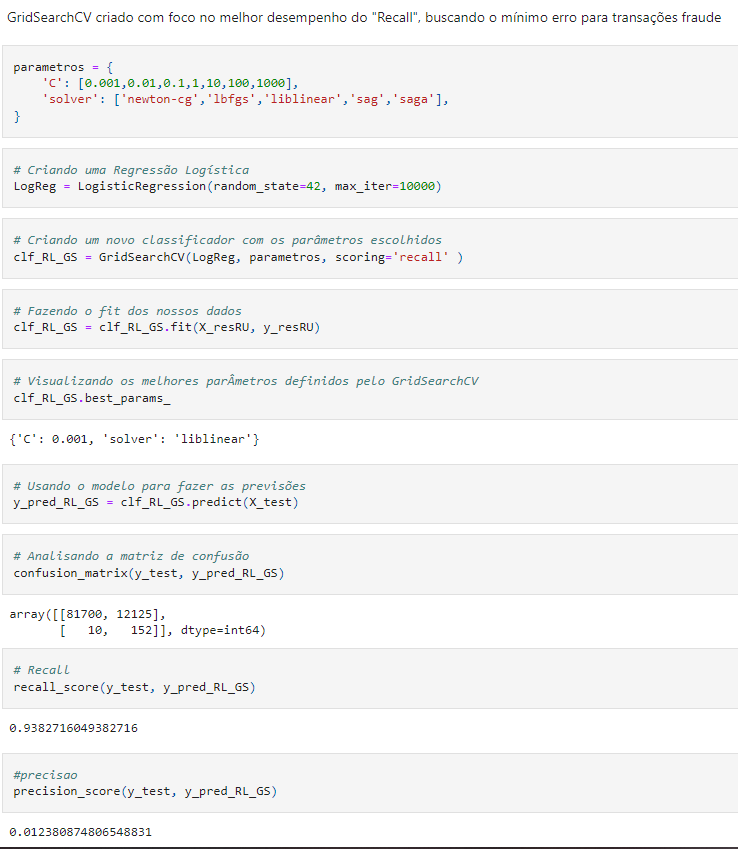 GridSearchCV criado com foco no melhor desempenho do "Recall", buscando o mínimo erro para transações fraude
parametros = {
    'C': [0.001,0.01,0.1,1,10,100,1000],
    'solver': ['newton-cg','lbfgs','liblinear','sag','saga'],
}
# Criando uma Regressão Logística
LogReg = LogisticRegression(random_state=42, max_iter=10000)
# Criando um novo classificador com os parâmetros escolhidos
clf_RL_GS = GridSearchCV(LogReg, parametros, scoring='recall' )
# Fazendo o fit dos nossos dados
clf_RL_GS = clf_RL_GS.fit(X_resRU, y_resRU)
# Visualizando os melhores parÂmetros definidos pelo GridSearchCV
clf_RL_GS.best_params_
{'C': 0.001, 'solver': 'liblinear'}
# Usando o modelo para fazer as previsões
y_pred_RL_GS = clf_RL_GS.predict(X_test)
# Analisando a matriz de confusão
confusion_matrix(y_test, y_pred_RL_GS)
array([[81700, 12125],
       [   10,   152]], dtype=int64)
# Recall
recall_score(y_test, y_pred_RL_GS)
0.9382716049382716
#precisao
precision_score(y_test, y_pred_RL_GS)
0.012380874806548831